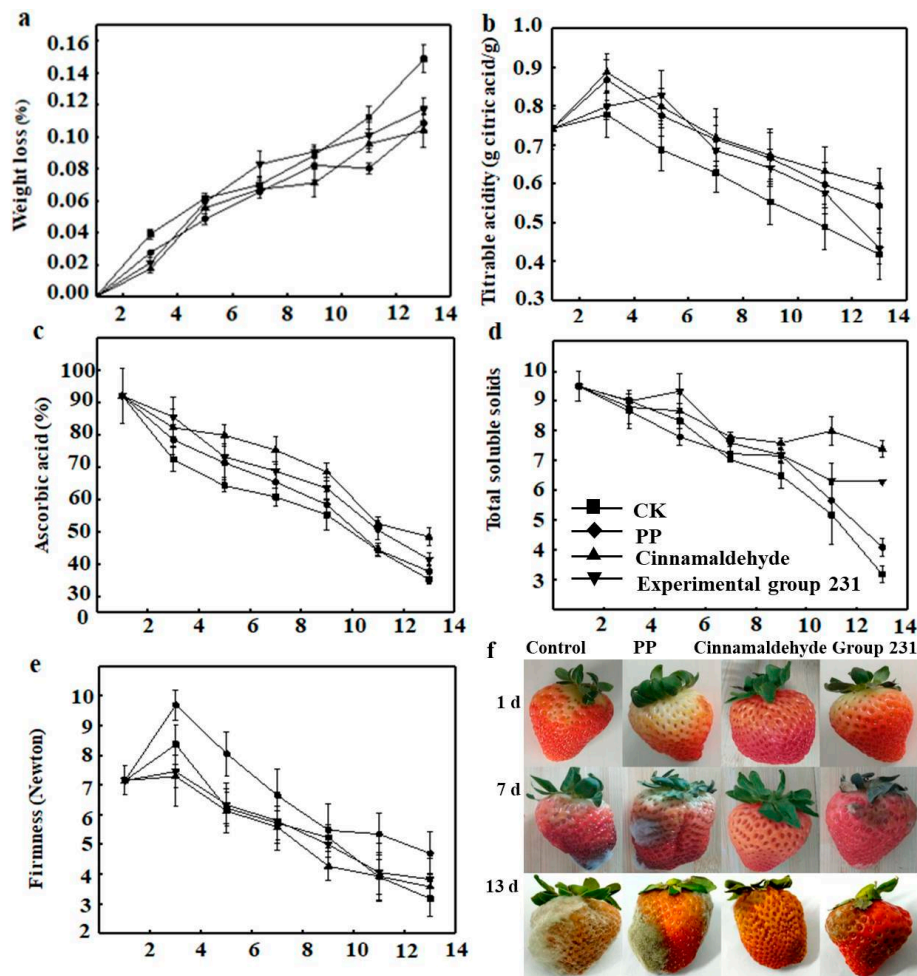 a
0.16
0.14
0.12
0.10
0.08
0.06
0.04
0.02
0.00
Weight loss (%)
2 4 6 8 10 12 14
b
1.0
0.9
0.8
0.7
0.6
0.5
0.4
0.3
Titrable acidity (g citric acid/g)
2 4 6 8 10 12 14
c
100
90
80
70
60
50
40
30
0
Ascorbic acid (%)
2 4 6 8 10 12 14
d
10
9
8
7
6
5
4
3
Total soluble solids
CK
PP
Cinnamaldehyde
Experimental group 231
2 4 6 8 10 12 14
e
10
9
8
7
6
5
4
3
2
Firmness (Newton)
2 4 6 8 10 12 14
f
Control PP Cinnamaldehyde Group 231
1 d
7 d
13 d